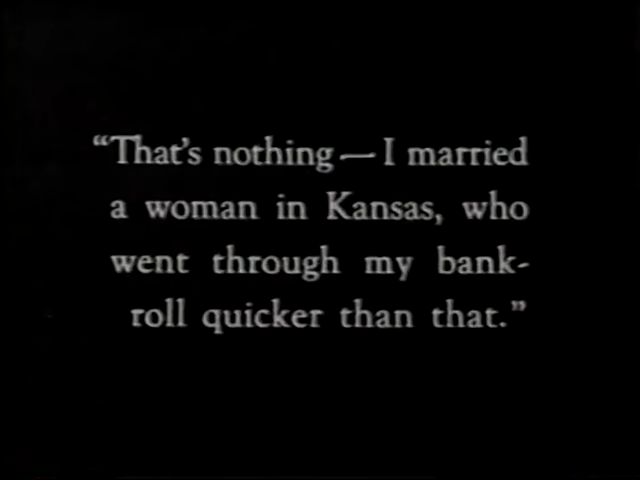 “That's nothing — I married
a woman in Kansas, who
went through my bank-
roll quicker than that.”